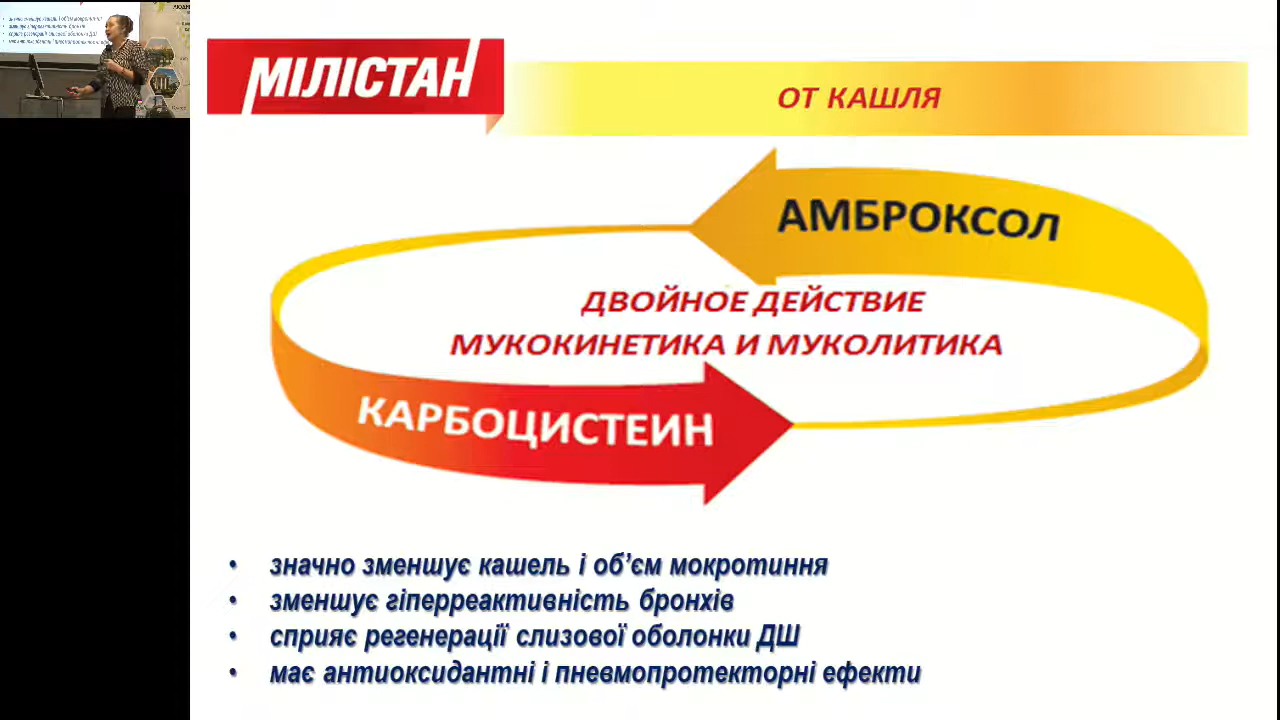 МІЛІСТАН
ОТ КАШЛЯ
АМБРОКСОЛ
ДВОЙНОЕ ДЕЙСТВИЕ
МУКОКИНЕТИКА И МУКОЛИТИКА
КАРБОЦИСТЕИН
• значно зменшує кашель і об’єм мокротиння
• зменшує гіперреактивність бронхів
• сприяє регенерації слизової оболонки ДШ
• має антиоксидантні і пневмопротекторні ефекти